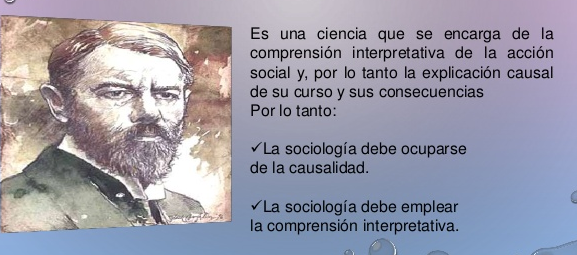 Es una ciencia que se encarga de la
comprensión interpretativa de la acción
social y, por lo tanto la explicación causal
de su curso y sus consecuencias
Por lo tanto:
✓La sociología debe ocuparse
de la causalidad.
✓La sociología debe emplear
la comprensión interpretativa.